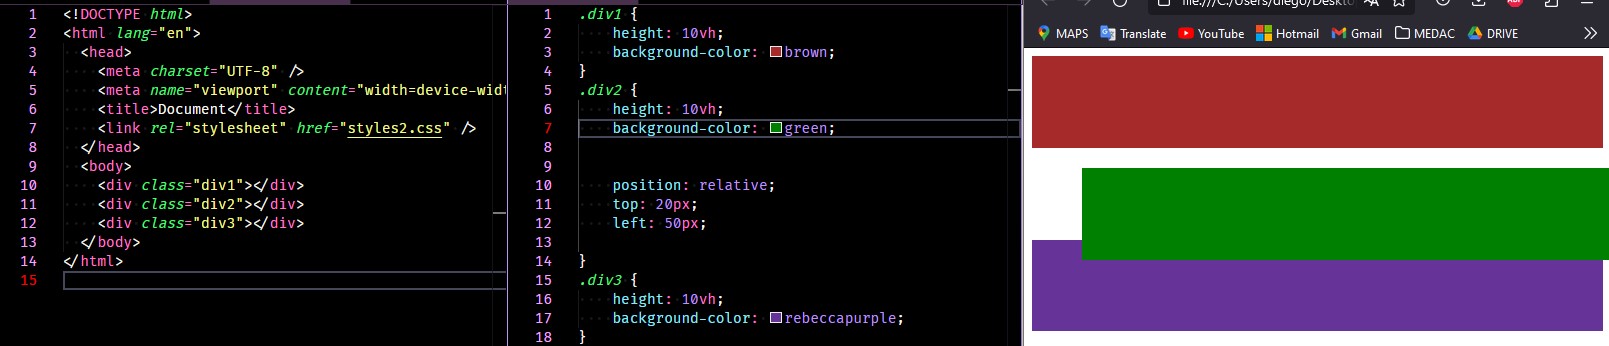 1 <!DOCTYPE html>
2 <html lang="en">
3 <head>
4 <meta charset="UTF-8" />
5 <meta name="viewport" content="width=device-widt
6 <title>Document</title>
7 <link rel="stylesheet" href="styles2.css" />
8 </head>
9 <body>
10 <div class="div1"></div>
11 <div class="div2"></div>
12 <div class="div3"></div>
13 </body>
14 </html>
15
1 .div1 {
2 height: 10vh;
3 background-color: brown;
4 }
5 .div2 {
6 height: 10vh;
7 background-color: green;
8
9
10 position: relative;
11 top: 20px;
12 left: 50px;
13
14 }
15 .div3 {
16 height: 10vh;
17 background-color: rebeccapurple;
18 }
file:///C:/Users/diego/Deskto
MAPS Translate YouTube Hotmail Gmail MEDAC DRIVE